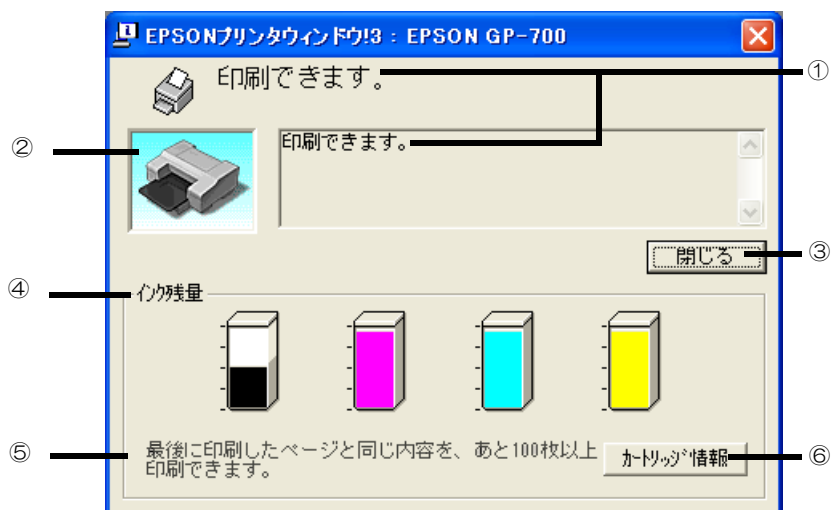 EPSONプリンタウィンドウ!3 : EPSON GP-700
印刷できます。
①
②
印刷できます。
閉じる
③
④
インク残量
⑤
最後に印刷したページと同じ内容を、あと100枚以上
印刷できます。
カートリッジ情報
⑥